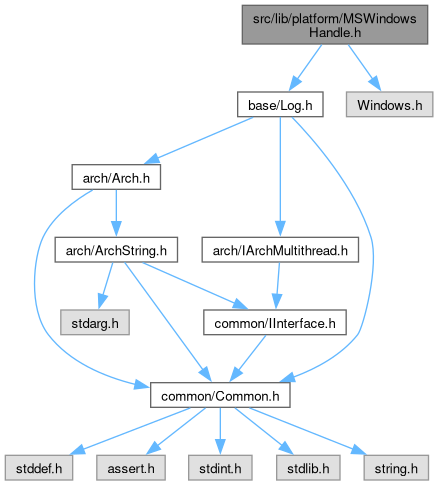 src/lib/platform/MSWindows
Handle.h
base/Log.h
Windows.h
arch/Arch.h
arch/ArchString.h
arch/IArchMultithread.h
stdarg.h
common/IInterface.h
common/Common.h
stddef.h
assert.h
stdint.h
stdlib.h
string.h